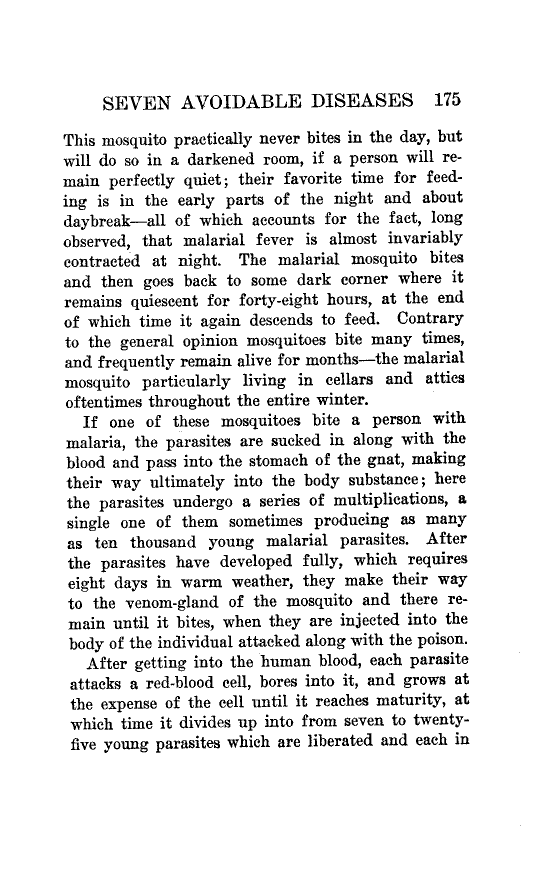 SEVEN AVOIDABLE DISEASES 175
This mosquito practically never bites in the day, but
will do so in a darkened room, if a person will re-
main perfectly quiet; their favorite time for feed-
ing is in the early parts of the night and about
daybreak—all of which accounts for the fact, long
observed, that malarial fever is almost invariably
contracted at night. The malarial mosquito bites
and then goes back to some dark corner where it
remains quiescent for forty-eight hours, at the end
of which time it again descends to feed. Contrary
to the general opinion mosquitoes bite many times,
and frequently remain alive for months—the malarial
mosquito particularly living in cellars and attics
oftentimes throughout the entire winter.
If one of these mosquitoes bite a person with
malaria, the parasites are sucked in along with the
blood and pass into the stomach of the gnat, making
their way ultimately into the body substance; here
the parasites undergo a series of multiplications, a
single one of them sometimes producing as many
as ten thousand young malarial parasites. After
the parasites have developed fully, which requires
eight days in warm weather, they make their way
to the venom-gland of the mosquito and there re-
main until it bites, when they are injected into the
body of the individual attacked along with the poison.
After getting into the human blood, each parasite
attacks a red-blood cell, bores into it, and grows at
the expense of the cell until it reaches maturity, at
which time it divides up into from seven to twenty-
five young parasites which are liberated and each in